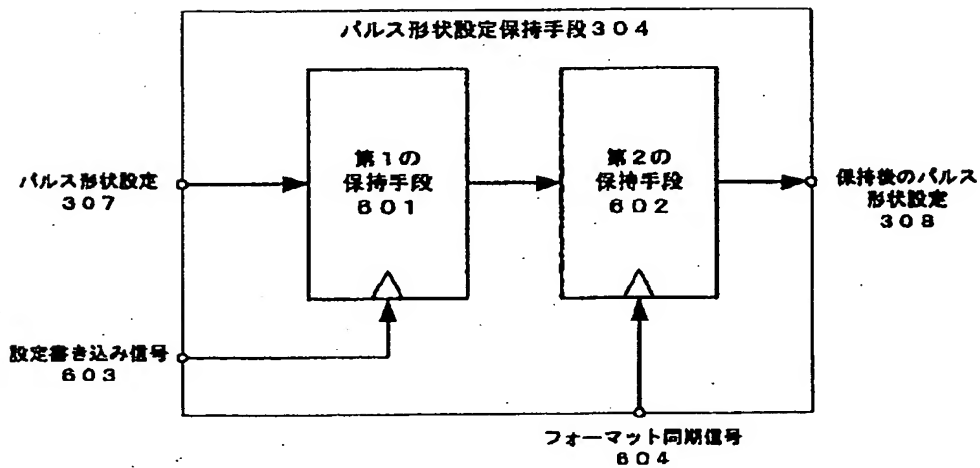 パルス形状設定保持手段304
パルス形状設定
307
第1の
保持手段
601
第2の
保持手段
602
保持後のパルス
形状設定
308
設定書き込み信号
603
フォーマット同期信号
604